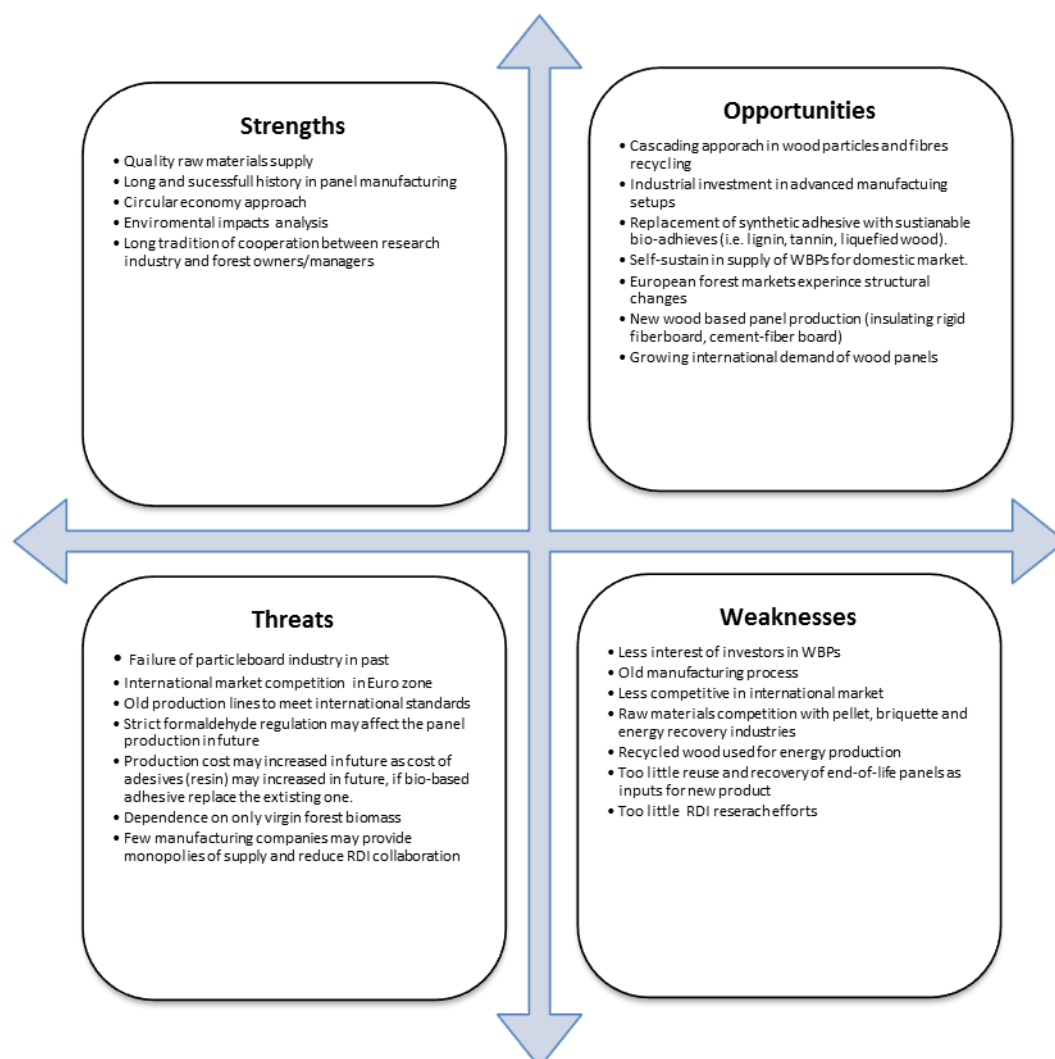 Strengths
• Quality raw materials supply
• Long and sucessfull history in panel manufacturing
• Circular economy approach
• Enviromental impacts analysis
• Long tradition of cooperation between research
industry and forest owners/managers
Opportunities
• Cascading apporach in wood particles and fibres
recycling
• Industrial investment in advanced manufactuing
setups
• Replacement of synthetic adhesive with sustianable
bio-adhieves (i.e. lignin, tannin, liquefied wood).
• Self-sustain in supply of WBPs for domestic market.
• European forest markets experince structural
changes
• New wood based panel production (insulating rigid
fiberboard, cement-fiber board)
• Growing international demand of wood panels
Threats
• Failure of particleboard industry in past
• International market competition in Euro zone
• Old production lines to meet international standards
• Strict formaldehyde regulation may affect the panel
production in future
• Production cost may increased in future as cost of
adesives (resin) may increased in future, if bio-based
adhesive replace the extisting one.
• Dependence on only virgin forest biomass
• Few manufacturing companies may provide
monopolies of supply and reduce RDI collaboration
Weaknesses
• Less interest of investors in WBPs
• Old manufacturing process
• Less competitive in international market
• Raw materials competition with pellet, briquette and
energy recovery industries
• Recycled wood used for energy production
• Too little reuse and recovery of end-of-life panels as
inputs for new product
• Too little RDI reserach efforts